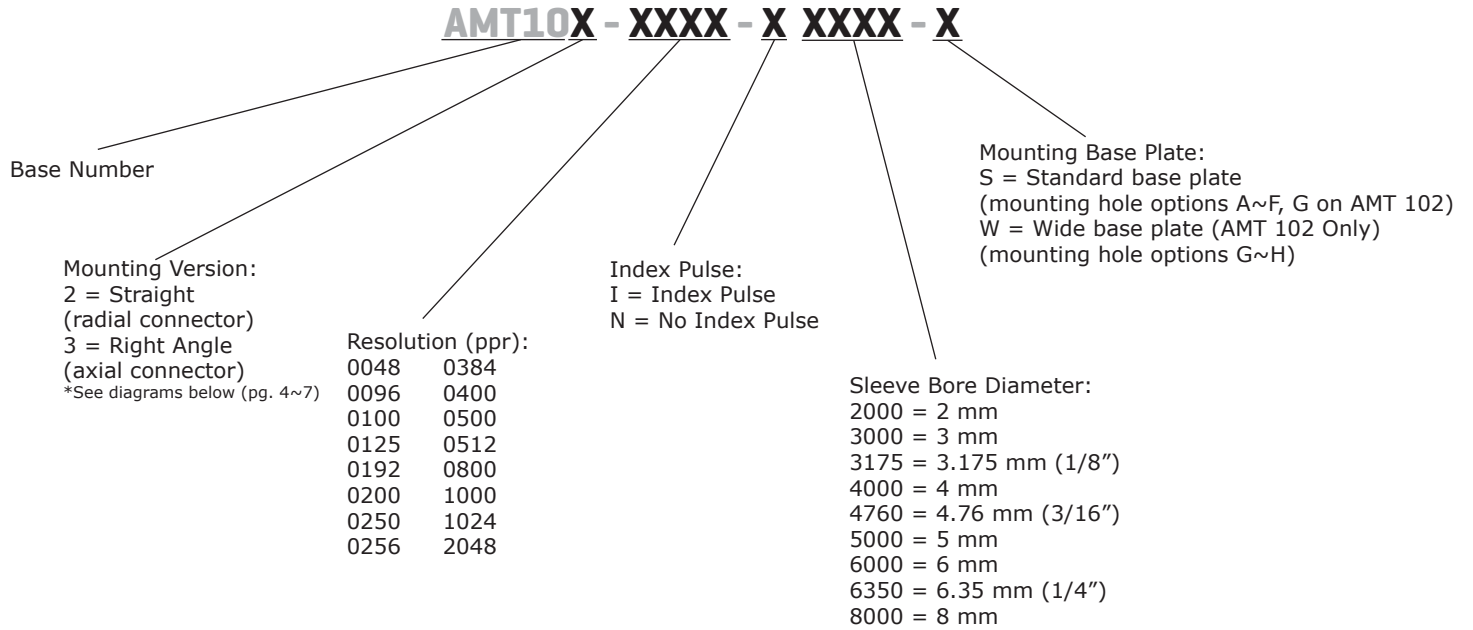 AMT10X - XXXX - X XXXX - X
Base Number
Mounting Version:
2 = Straight
(radial connector)
3 = Right Angle
(axial connector)
*See diagrams below (pg. 4~7)
Resolution (ppr):
0048 0384
0096 0400
0100 0500
0125 0512
0192 0800
0200 1000
0250 1024
0256 2048
Index Pulse:
I = Index Pulse
N = No Index Pulse
Sleeve Bore Diameter:
2000 = 2 mm
3000 = 3 mm
3175 = 3.175 mm (1/8″)
4000 = 4 mm
4760 = 4.76 mm (3/16″)
5000 = 5 mm
6000 = 6 mm
6350 = 6.35 mm (1/4″)
8000 = 8 mm
Mounting Base Plate:
S = Standard base plate
(mounting hole options A~F, G on AMT 102)
W = Wide base plate (AMT 102 Only)
(mounting hole options G~H)